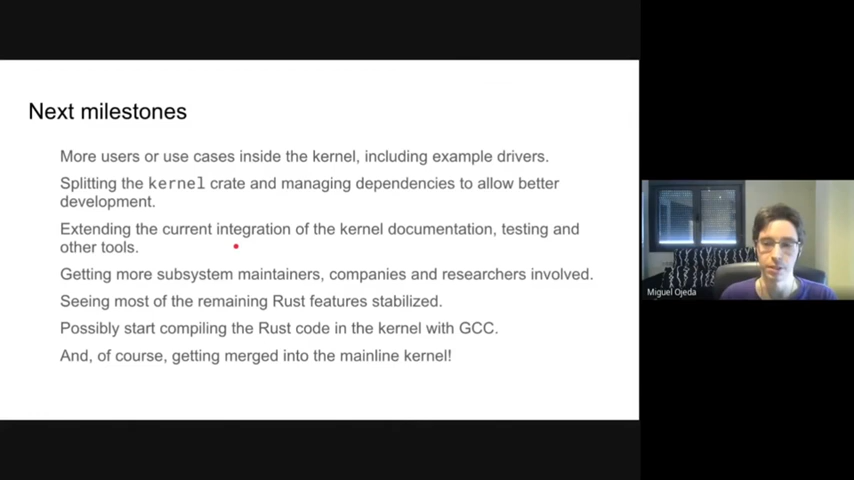 Next milestones
More users or use cases inside the kernel, including example drivers.
Splitting the kernel crate and managing dependencies to allow better
development.
Extending the current integration of the kernel documentation, testing and
other tools.
Getting more subsystem maintainers, companies and researchers involved.
Seeing most of the remaining Rust features stabilized.
Possibly start compiling the Rust code in the kernel with GCC.
And, of course, getting merged into the mainline kernel!
Miguel Ojeda